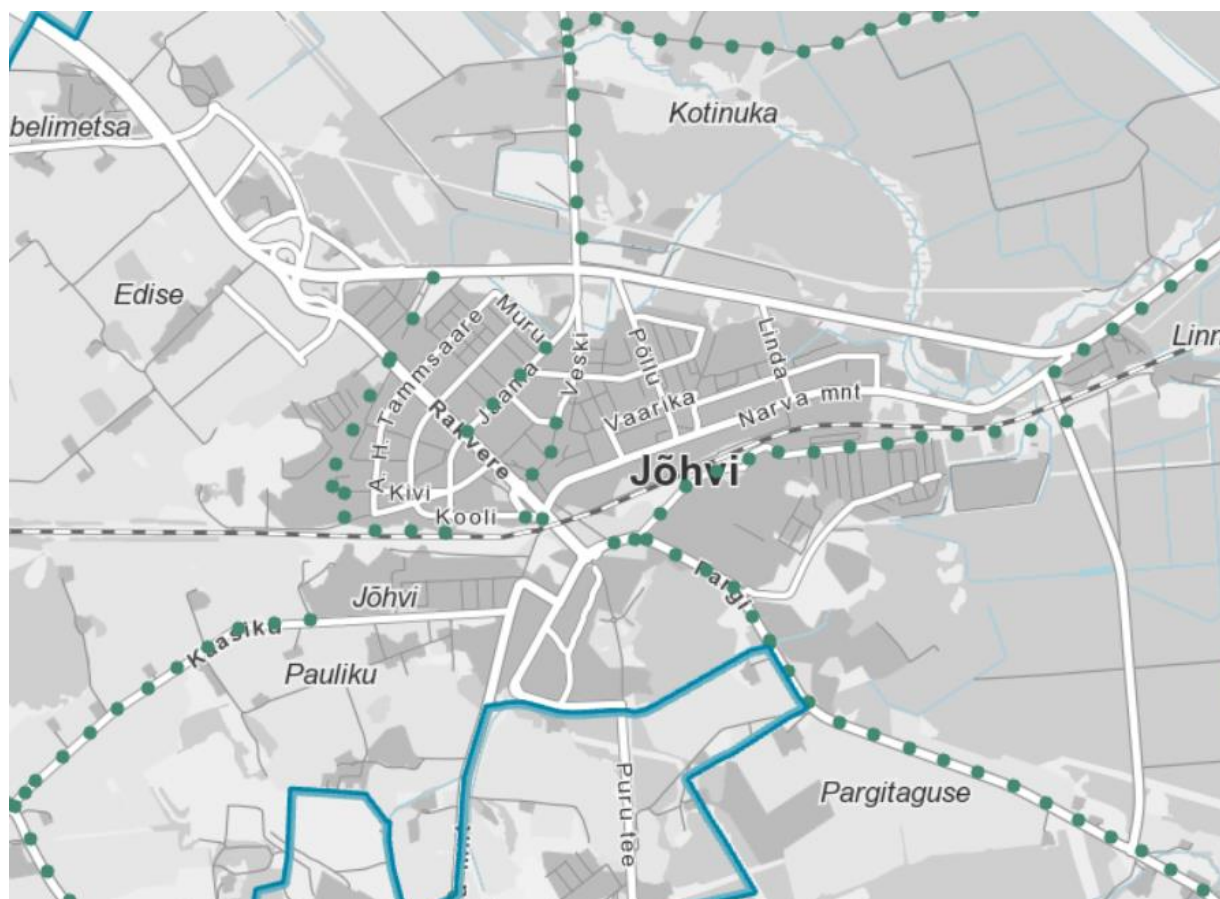 Kotinuka
belimetsa
Edise
Linn
Muru
A. H. Tammsaare
Jaama
Veski
Põllu
Linda
Rakvere
Vaarika
Narva mnt
Jõhvi
Kivi
Kooli
Pargi
Jõhvi
Kaasiku
Pauliku
Puru tee
Pargitaguse